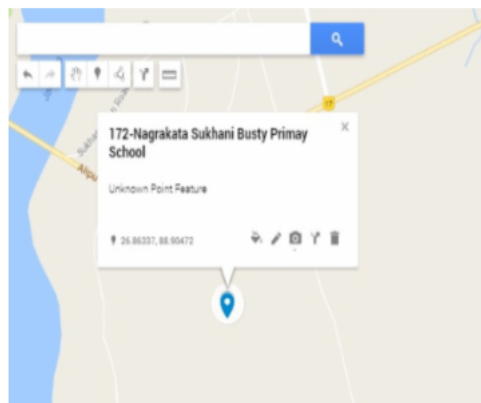 17
172-Nagrakata Sukhani Busty Primay
School
Unknown Point Feature
26.86337, 88.90472